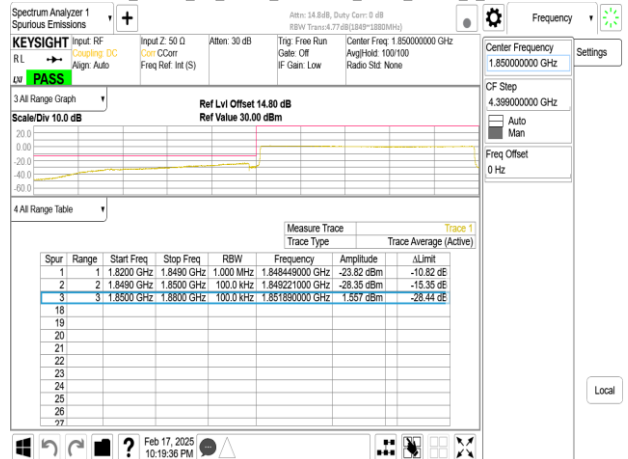 Spectrum Analyzer 1
Spurious Emissions
Attn: 14.8dB, Duty Corr: 0 dB
RBW Trans:4.77dB(1849~1880MHz)
Frequency
KEYSIGHT
Input: RF
Coupling: DC
Align: Auto
Input Z: 50 Ω
Corr CCorr
Freq Ref: Int (S)
Atten: 30 dB
Trig: Free Run
Gate: Off
IF Gain: Low
Center Freq: 1.850000000 GHz
Avg|Hold: 100/100
Radio Std: None
RL
LXI
PASS
Center Frequency
1.850000000 GHz
Settings
CF Step
4.399000000 GHz
Auto
Man
Freq Offset
0 Hz
Local
3 All Range Graph
Ref Lvl Offset 14.80 dB
Scale/Div 10.0 dB
Ref Value 30.00 dBm
20.0
0.00
-20.0
-40.0
-60.0
4 All Range Table
Measure Trace Trace 1
Trace Type Trace Average (Active)
Spur Range Start Freq Stop Freq RBW Frequency Amplitude ΔLimit
1 1 1.8200 GHz 1.8490 GHz 1.000 MHz 1.848449000 GHz -23.82 dBm -10.82 dB
2 2 1.8490 GHz 1.8500 GHz 100.0 kHz 1.849221000 GHz -28.35 dBm -15.35 dB
3 3 1.8500 GHz 1.8800 GHz 100.0 kHz 1.851890000 GHz 1.557 dBm -28.44 dB
18
19
20
21
22
23
24
25
26
27
Feb 17, 2025
10:19:36 PM